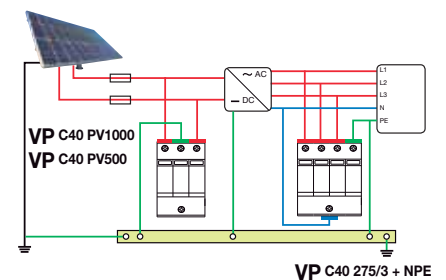 ~ AC
— DC
L1
L2
L3
N
PE
VP C40 PV1000
VP C40 PV500
VP C40 275/3 + NPE